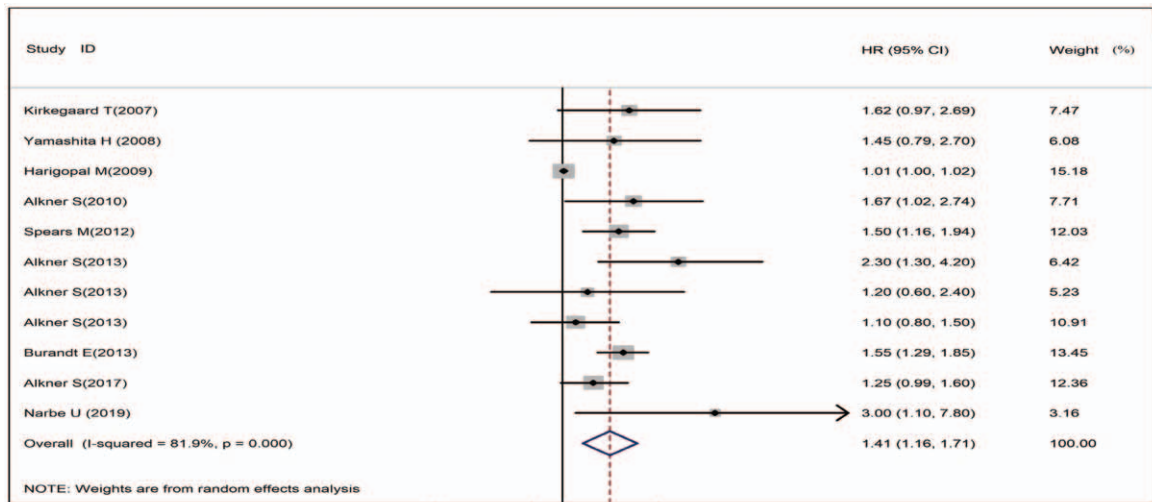 Study ID HR (95% CI) Weight (%)
Kirkegaard T(2007) 1.62 (0.97, 2.69) 7.47
Yamashita H (2008) 1.45 (0.79, 2.70) 6.08
Harigopal M(2009) 1.01 (1.00, 1.02) 15.18
Alkner S(2010) 1.67 (1.02, 2.74) 7.71
Spears M(2012) 1.50 (1.16, 1.94) 12.03
Alkner S(2013) 2.30 (1.30, 4.20) 6.42
Alkner S(2013) 1.20 (0.60, 2.40) 5.23
Alkner S(2013) 1.10 (0.80, 1.50) 10.91
Burandt E(2013) 1.55 (1.29, 1.85) 13.45
Alkner S(2017) 1.25 (0.99, 1.60) 12.36
Narbe U (2019) 3.00 (1.10, 7.80) 3.16
Overall (I-squared = 81.9%, p = 0.000) 1.41 (1.16, 1.71) 100.00
NOTE: Weights are from random effects analysis